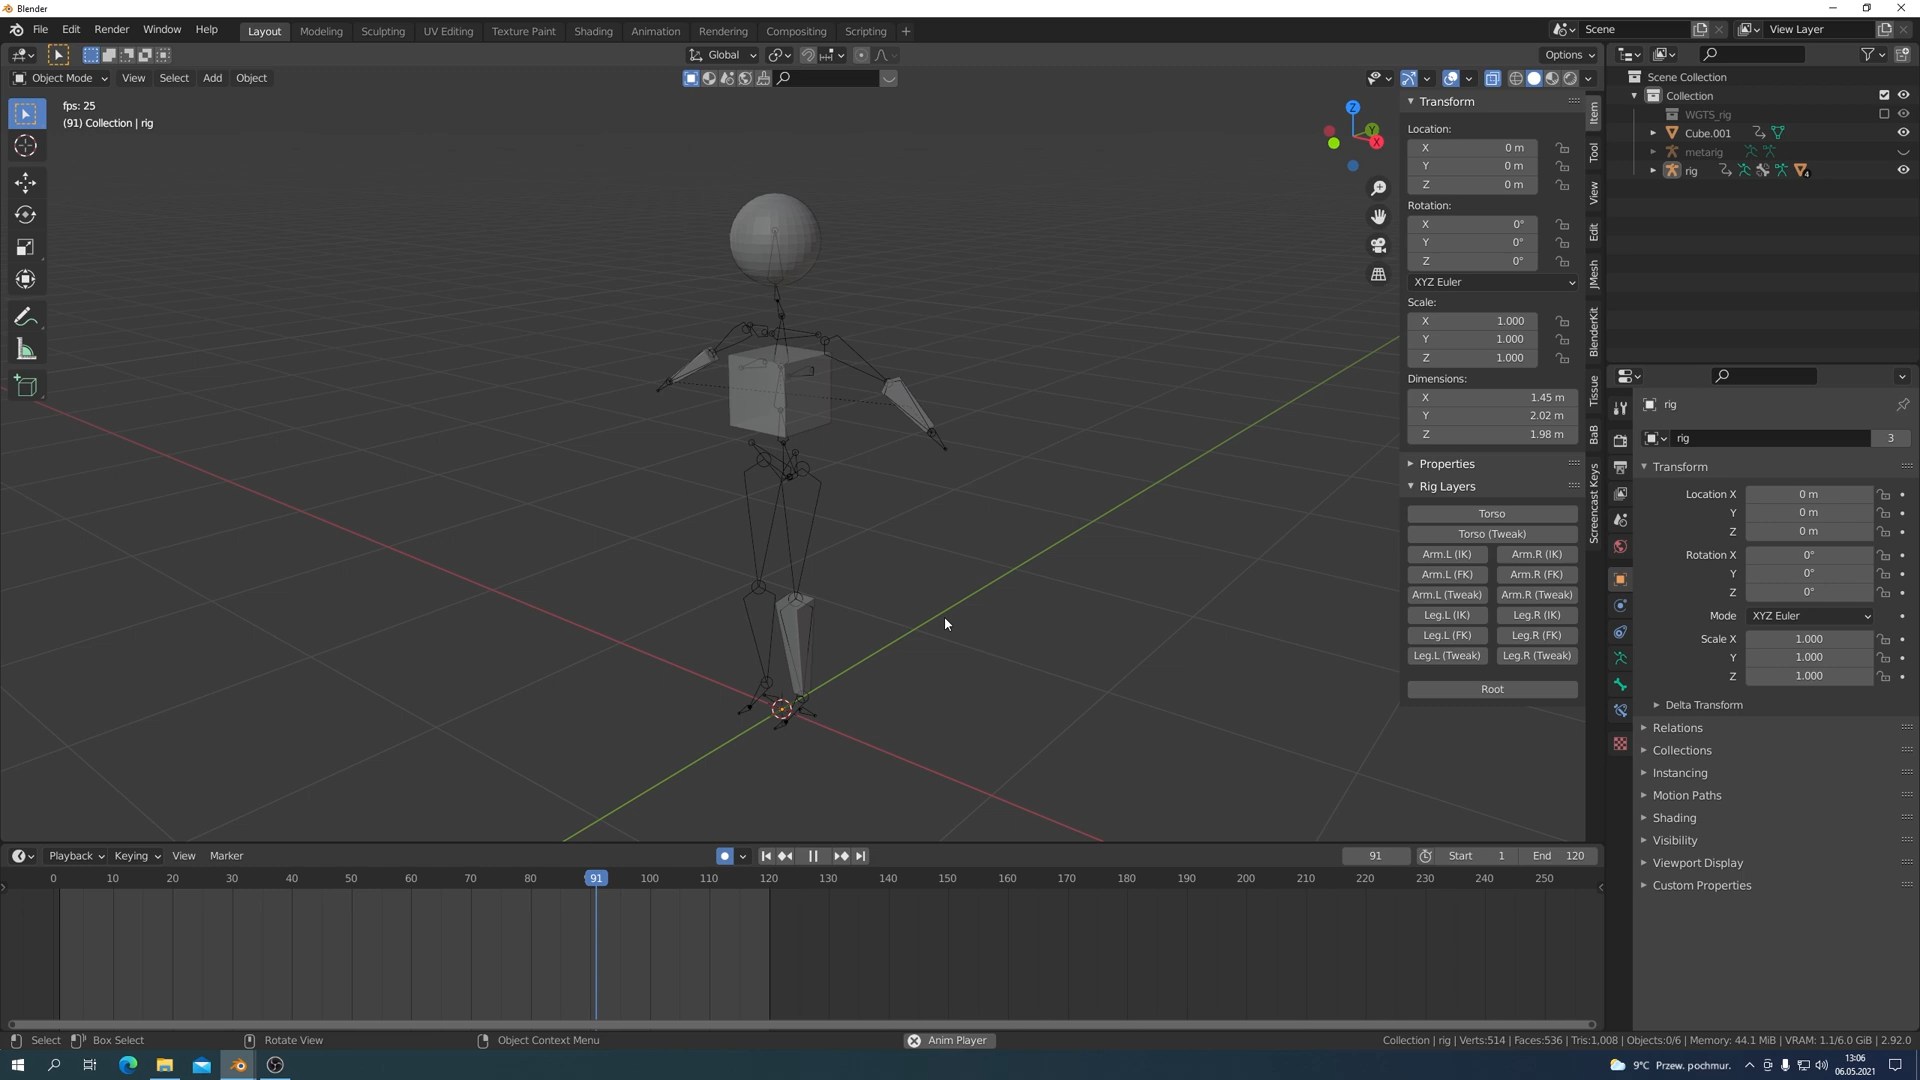 Blender
File Edit Render Window Help Layout Modeling Sculpting UV Editing Texture Paint Shading Animation Rendering Compositing Scripting + Scene View Layer
Global Options
Object Mode View Select Add Object
fps: 25
(91) Collection | rig
Z
Y
X
Transform
Location:
X 0 m
Y 0 m
Z 0 m
Rotation:
X 0°
Y 0°
Z 0°
XYZ Euler
Scale:
X 1.000
Y 1.000
Z 1.000
Dimensions:
X 1.45 m
Y 2.02 m
Z 1.98 m
Properties
Rig Layers
Torso
Torso (Tweak)
Arm.L (IK) Arm.R (IK)
Arm.L (FK) Arm.R (FK)
Arm.L (Tweak) Arm.R (Tweak)
Leg.L (IK) Leg.R (IK)
Leg.L (FK) Leg.R (FK)
Leg.L (Tweak) Leg.R (Tweak)
Root
Item
Tool
View
Edit
JMesh
BlenderKit
Tissue
BaB
Screencast Keys
Scene Collection
Collection
WGTS_rig
Cube.001
metarig
rig 4
rig
rig 3
Transform
Location X 0 m
Y 0 m
Z 0 m
Rotation X 0°
Y 0°
Z 0°
Mode XYZ Euler
Scale X 1.000
Y 1.000
Z 1.000
Delta Transform
Relations
Collections
Instancing
Motion Paths
Shading
Visibility
Viewport Display
Custom Properties
Playback Keying View Marker 91 Start 1 End 120
0 10 20 30 40 50 60 70 80 91 100 110 120 130 140 150 160 170 180 190 200 210 220 230 240 250
Select Box Select Rotate View Object Context Menu Anim Player Collection | rig | Verts:514 | Faces:536 | Tris:1,008 | Objects:0/6 | Memory: 44.1 MiB | VRAM: 1.1/6.0 GiB | 2.92.0
9°C Przew. pochmur. 13:06
06.05.2021